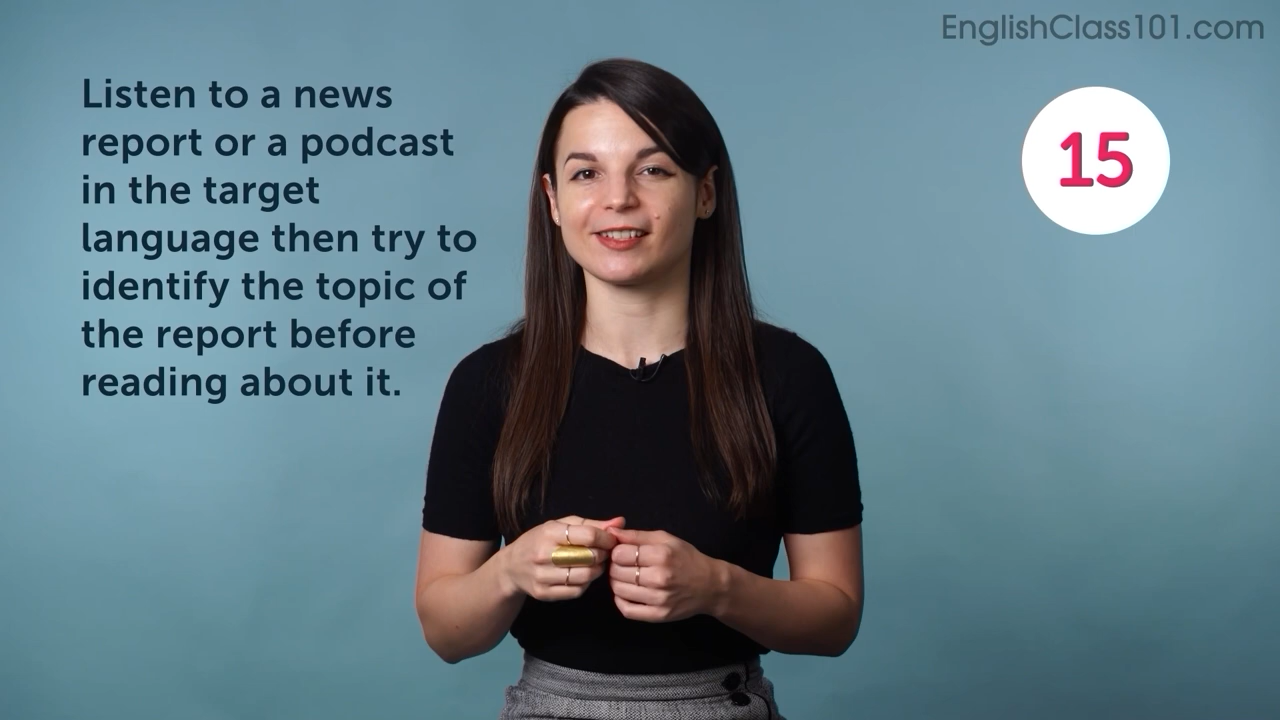 EnglishClass101.com
Listen to a news
report or a podcast
in the target
language then try to
identify the topic of
the report before
reading about it.
15